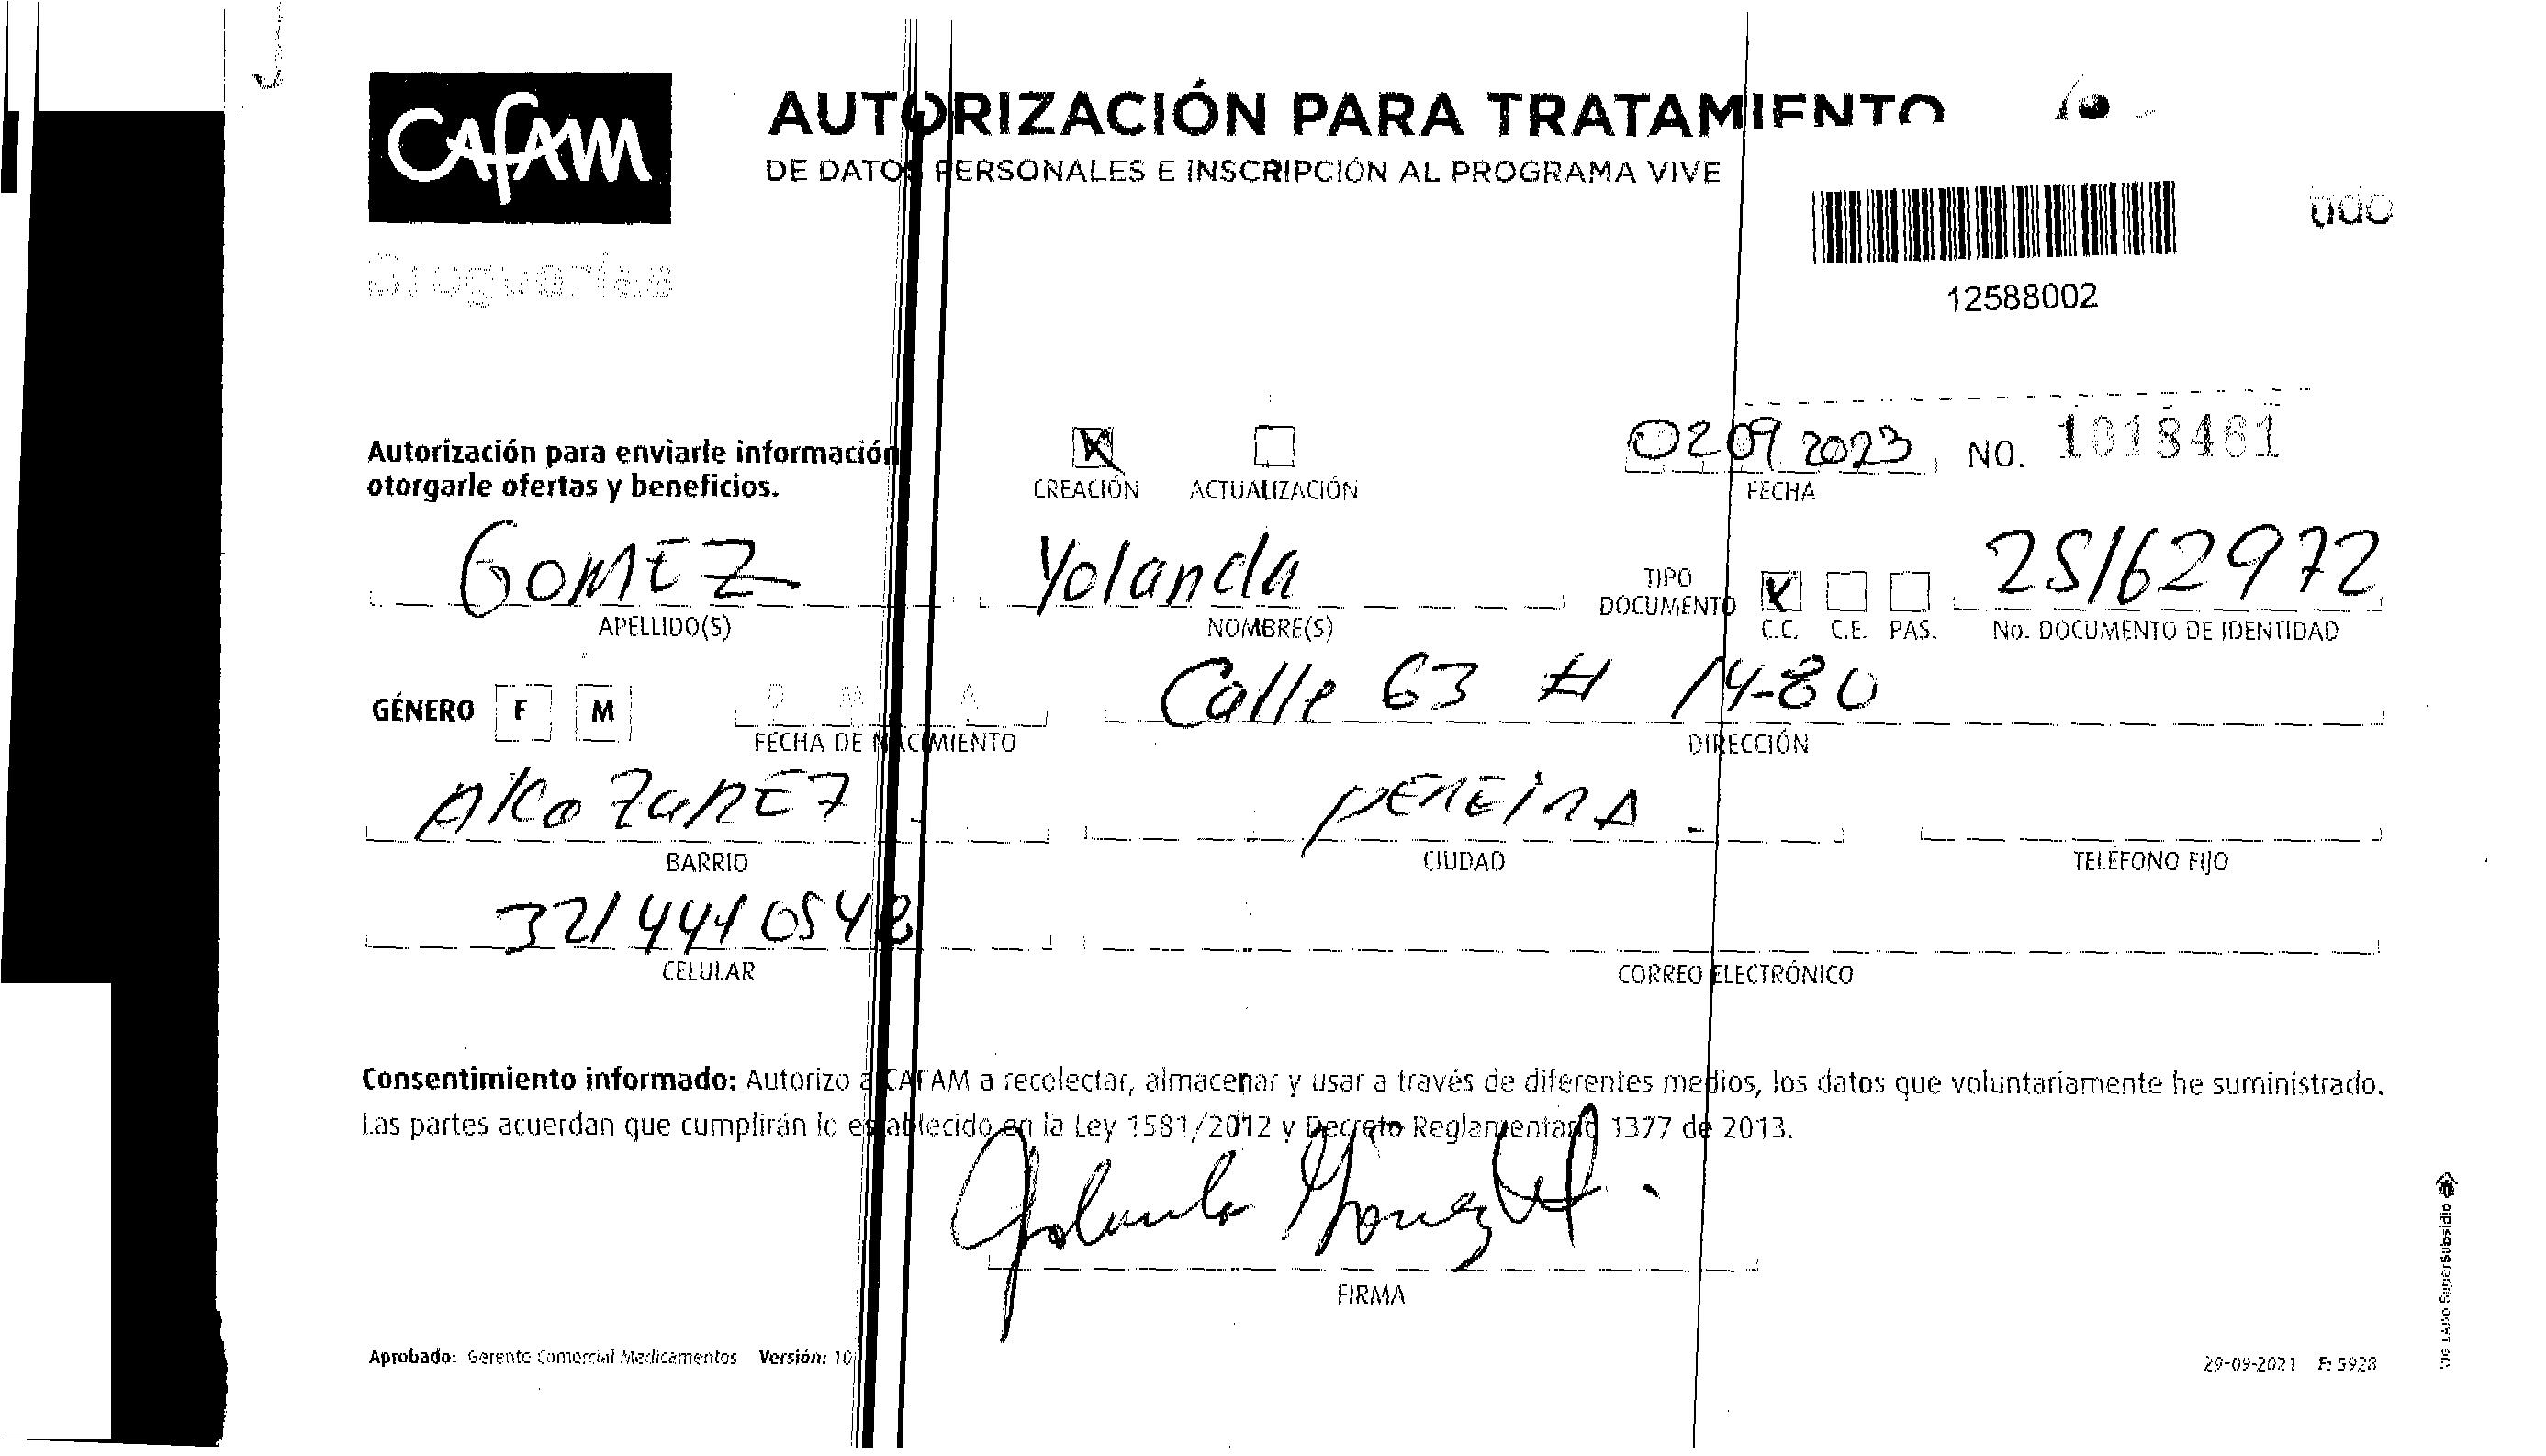 CAFAM
AUTORIZACIÓN PARA TRATAMIENTO
DE DATOS PERSONALES E INSCRIPCIÓN AL PROGRAMA VIVE
Droguerías
12588002
Autorización para enviarle información
otorgarle ofertas y beneficios.
CREACIÓN ACTUALIZACIÓN
02 09 2023 NO. 1018461
FECHA
GOMEZ Yolanda TIPO DOCUMENTO 25162972
APELLIDO(S) NOMBRE(S) C.C. C.E. PAS. No. DOCUMENTO DE IDENTIDAD
GÉNERO F M D M A Calle 63 # 14-80
FECHA DE NACIMIENTO DIRECCIÓN
PEREIRA
BARRIO CIUDAD TELÉFONO FIJO
CELULAR CORREO ELECTRÓNICO
Consentimiento informado: Autorizo a CAFAM a recolectar, almacenar y usar a través de diferentes medios, los datos que voluntariamente he suministrado.
Las partes acuerdan que cumplirán lo establecido en la Ley 1581/2012 y Decreto Reglamentario 1377 de 2013.
Yolanda Gomez
FIRMA
Aprobado: Gerente Comercial Medicamentos Versión: 10
29-09-2021 F: 5928
SuperSubsidio